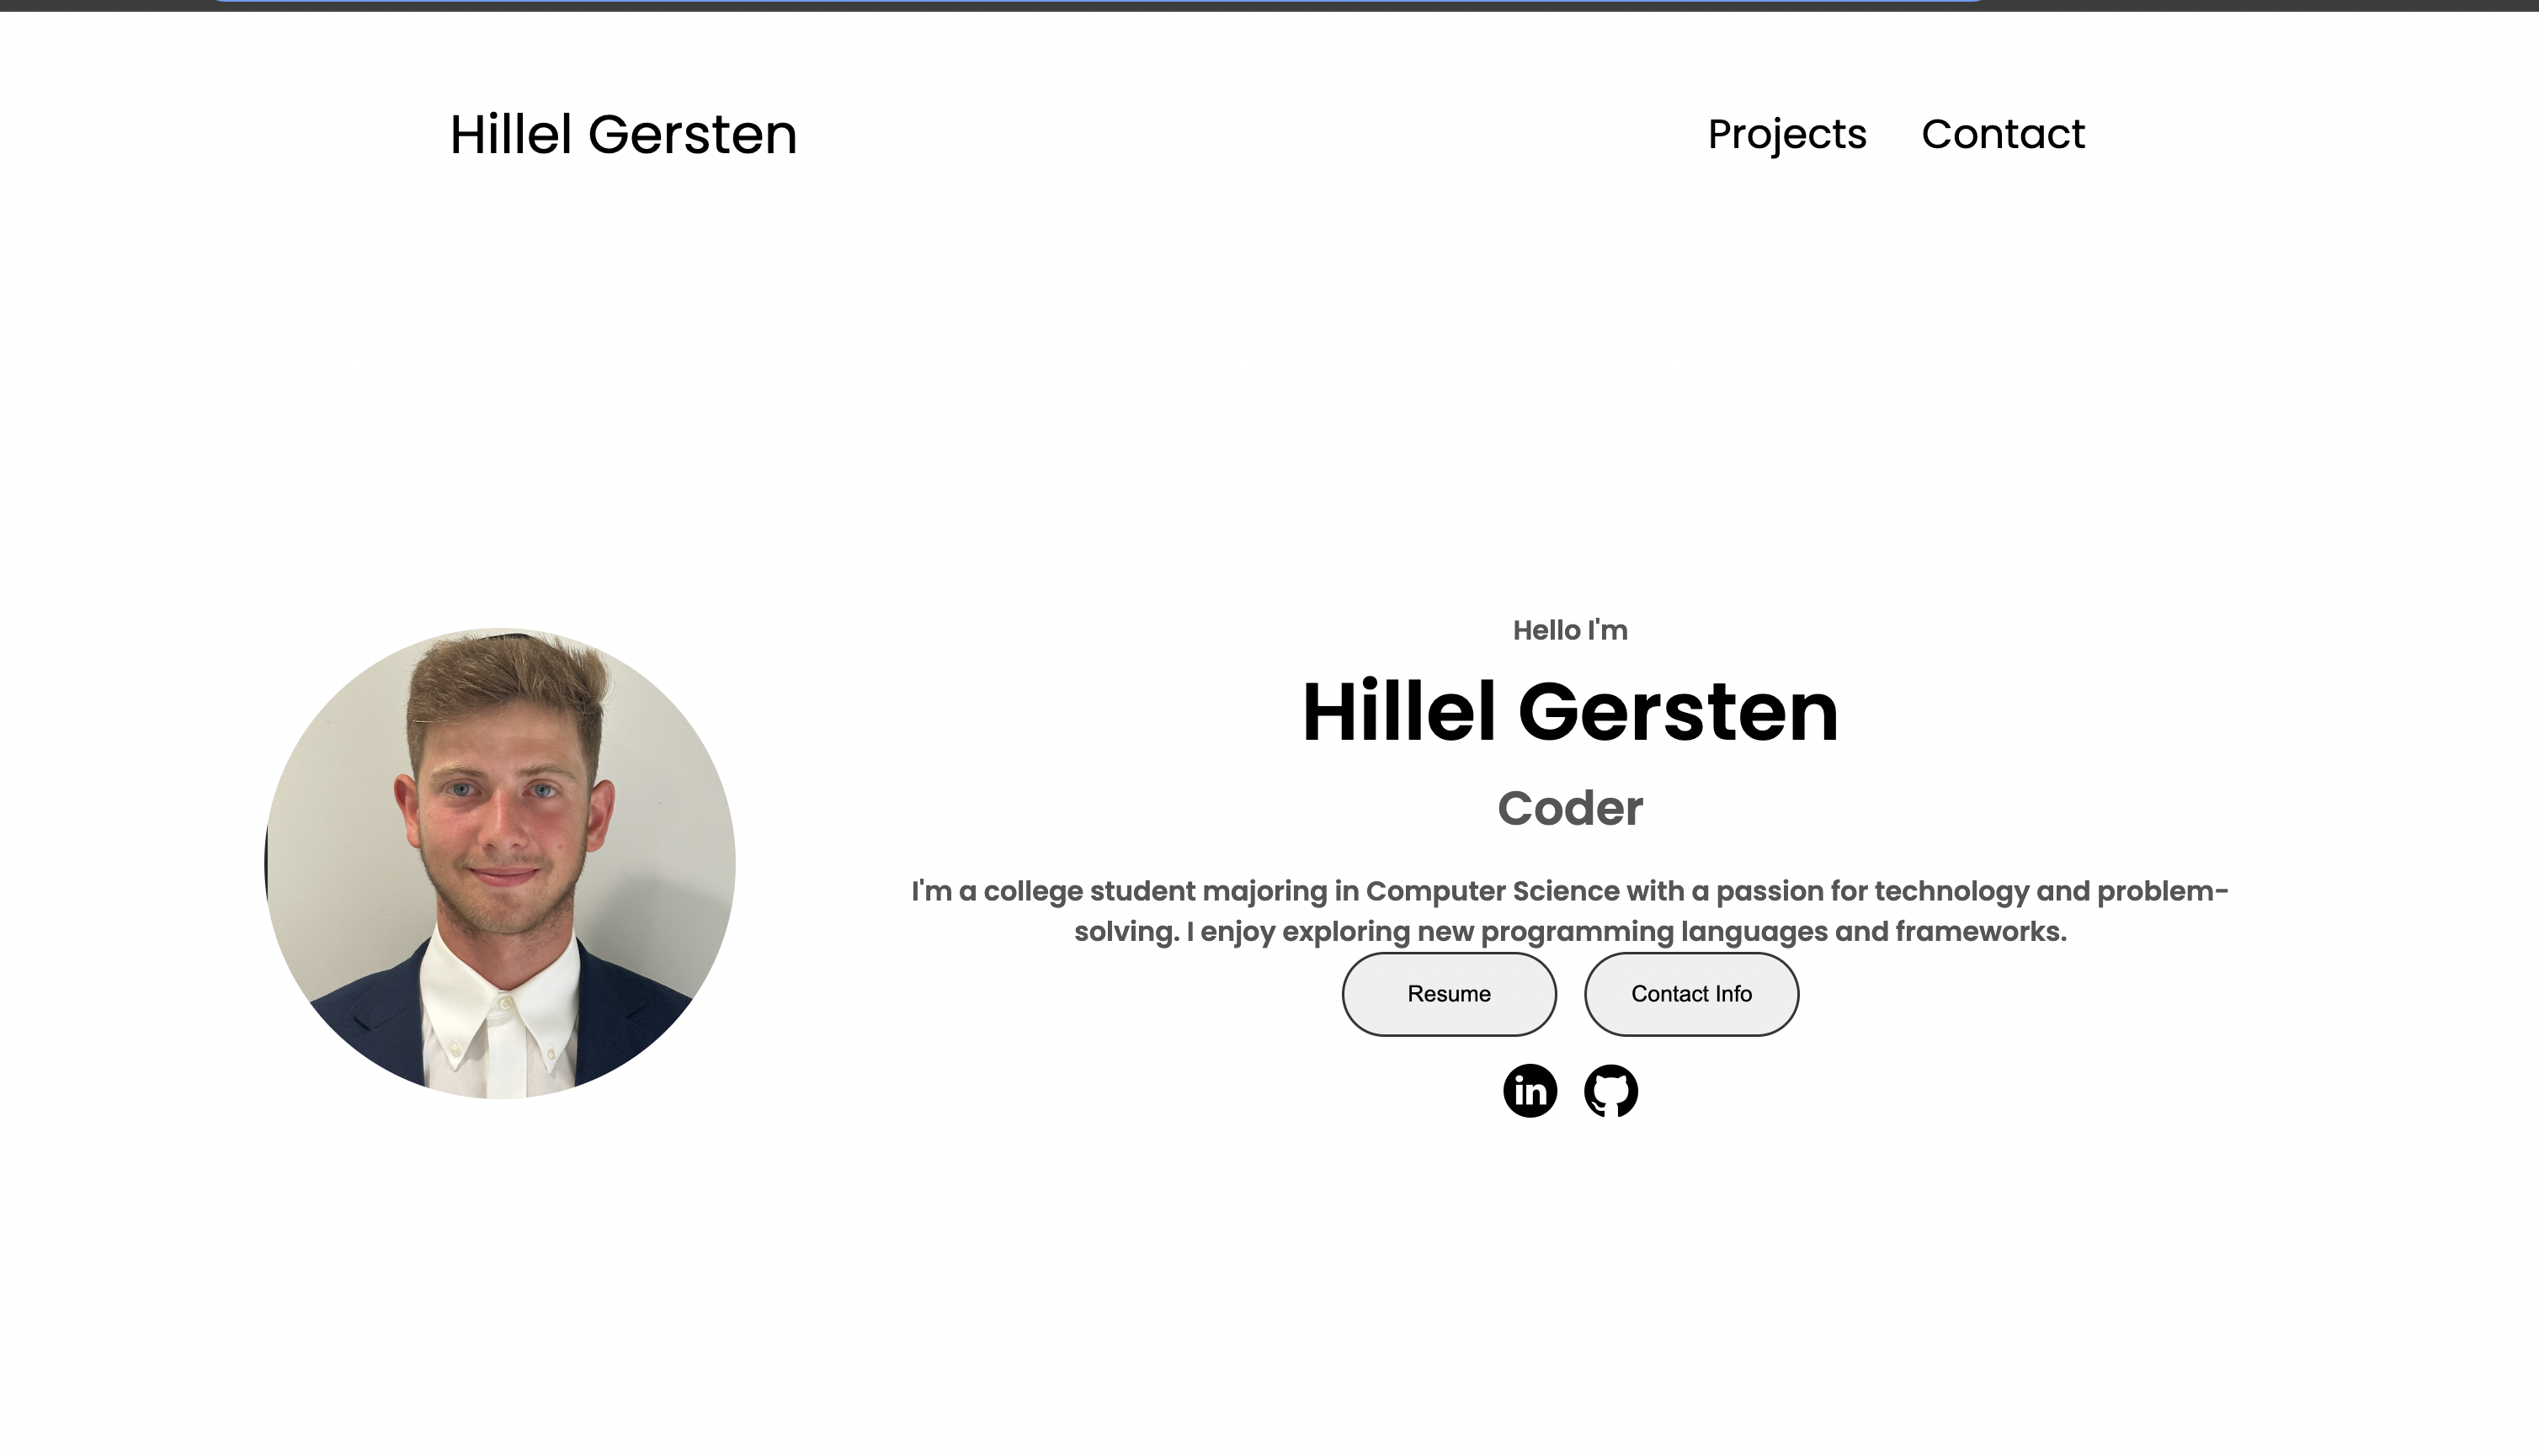 Hillel Gersten
Projects
Contact
Hello I'm
Hillel Gersten
Coder
I'm a college student majoring in Computer Science with a passion for technology and problem-
solving. I enjoy exploring new programming languages and frameworks.
Resume
Contact Info
in